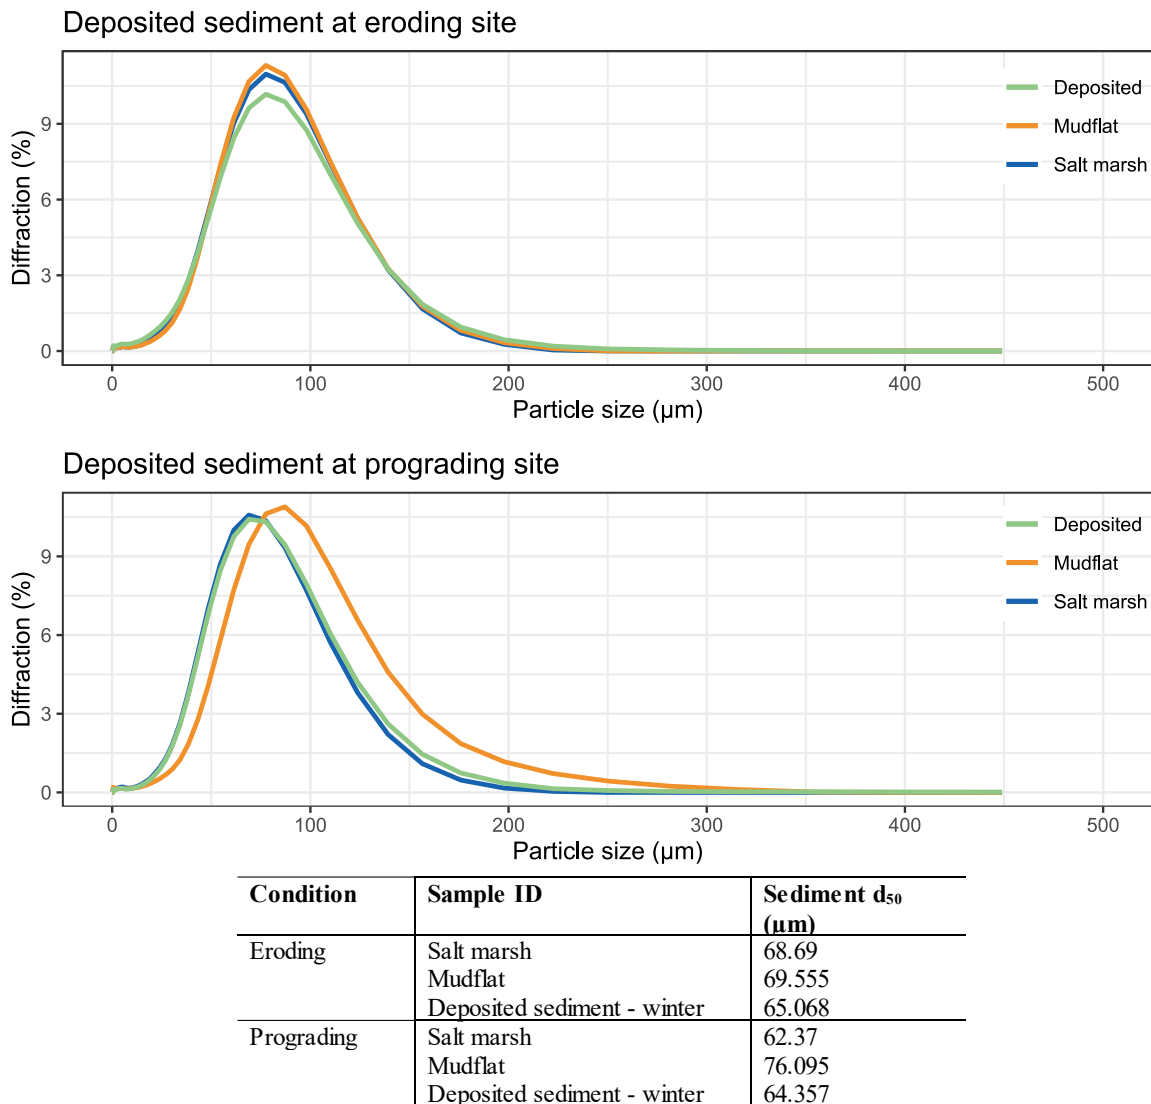 Deposited sediment at eroding site
Diffraction (%)
9
6
3
0
Deposited
Mudflat
Salt marsh
0 100 200 300 400 500
Particle size (µm)
Deposited sediment at prograding site
Diffraction (%)
9
6
3
0
Deposited
Mudflat
Salt marsh
0 100 200 300 400 500
Particle size (µm)
Condition Sample ID Sediment d₅₀
(µm)
Eroding Salt marsh 68.69
Mudflat 69.555
Deposited sediment - winter 65.068
Prograding Salt marsh 62.37
Mudflat 76.095
Deposited sediment - winter 64.357